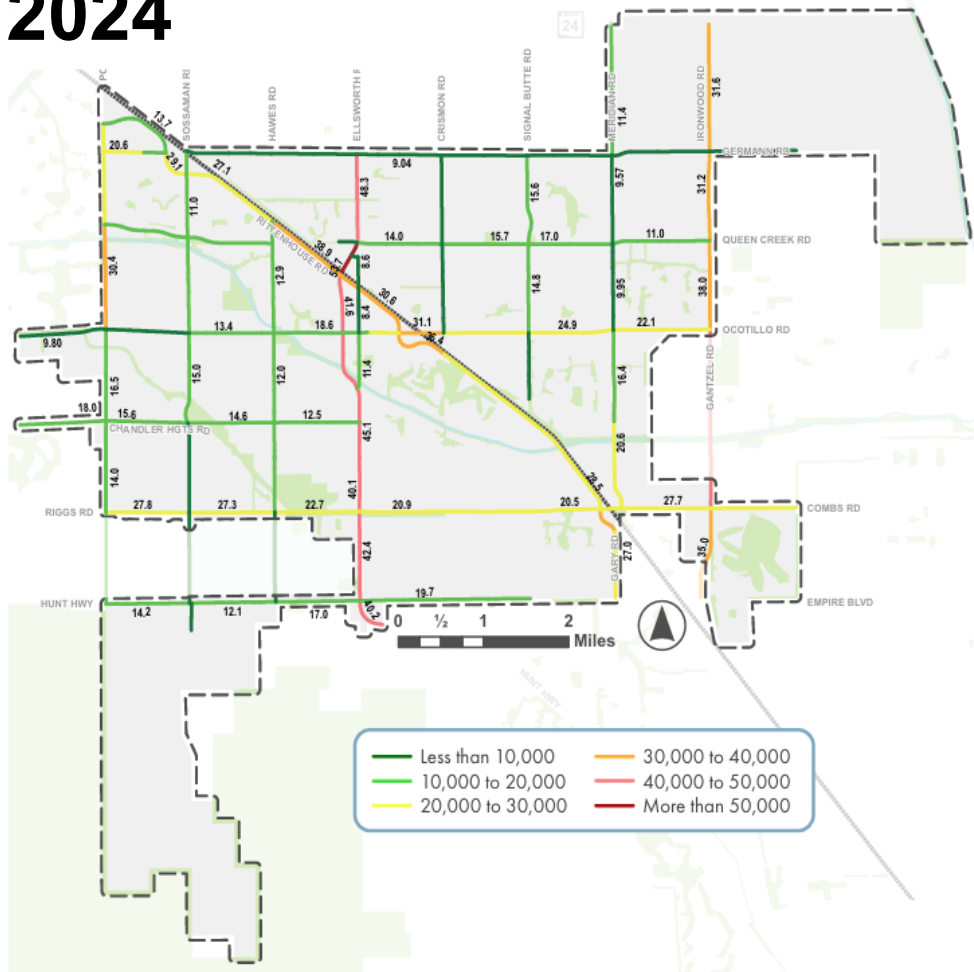 2024
24
SOSSAMAN RI
HAWES RD
ELLSWORTH F
CRISMON RD
SIGNAL BUTTE RD
MERIDIAN RD
IRONWOOD RD
31.6
11.4
13.7
20.6
29.1
27.1
9.04
GERMANN RD
11.0
48.3
15.6
9.57
31.2
RITTENHOUSE RD
38.9
14.0
15.7
17.0
11.0
QUEEN CREEK RD
30.4
12.9
8.6
14.8
9.95
38.0
41.6
8.4
30.6
13.4
18.6
31.1
36.4
24.9
22.1
OCOTILLO RD
9.80
16.5
15.0
12.0
11.4
16.4
GANTZEL RD
18.0
15.6
14.6
12.5
CHANDLER HGTS RD
45.1
20.6
14.0
40.1
28.5
RIGGS RD
27.8
27.3
22.7
20.9
20.5
27.7
COMBS RD
42.4
GARY RD
27.0
35.0
HUNT HWY
14.2
12.1
17.0
40.2
19.7
EMPIRE BLVD
0 ½ 1 2
Miles
HUNT HWY
Less than 10,000
10,000 to 20,000
20,000 to 30,000
30,000 to 40,000
40,000 to 50,000
More than 50,000